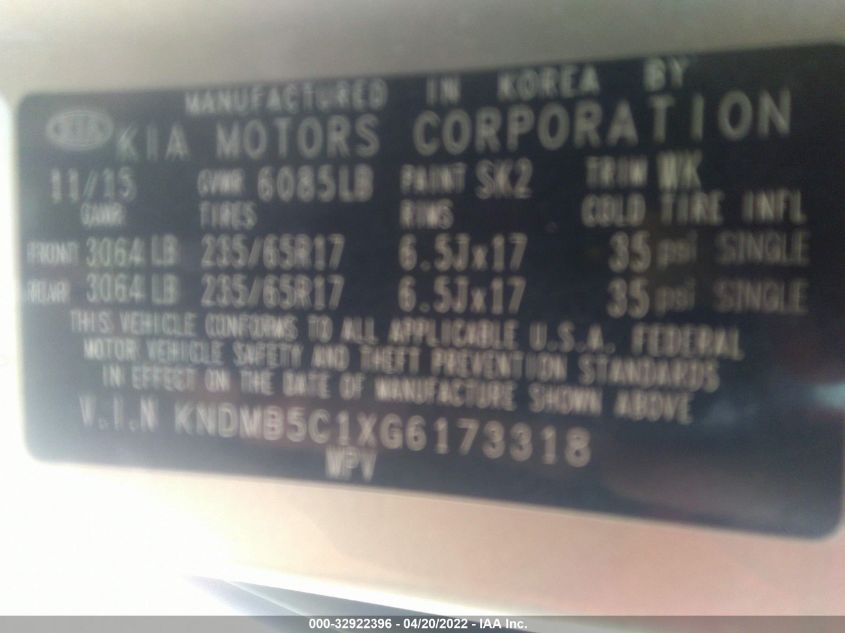 MANUFACTURED IN KOREA BY
KIA KIA MOTORS CORPORATION
11/15 GVWR 6085LB PAINT SK2 TRIM WK
GAWR TIRES RIMS COLD TIRE INFL
FRONT 3064 LB 235/65R17 6.5Jx17 35 psi SINGLE
REAR 3064 LB 235/65R17 6.5Jx17 35 psi SINGLE
THIS VEHICLE CONFORMS TO ALL APPLICABLE U.S.A. FEDERAL
MOTOR VEHICLE SAFETY AND THEFT PREVENTION STANDARDS
IN EFFECT ON THE DATE OF MANUFACTURE SHOWN ABOVE
V.I.N KNDMB5C1XG6173318
MPV
000-32922396 - 04/20/2022 - IAA Inc.